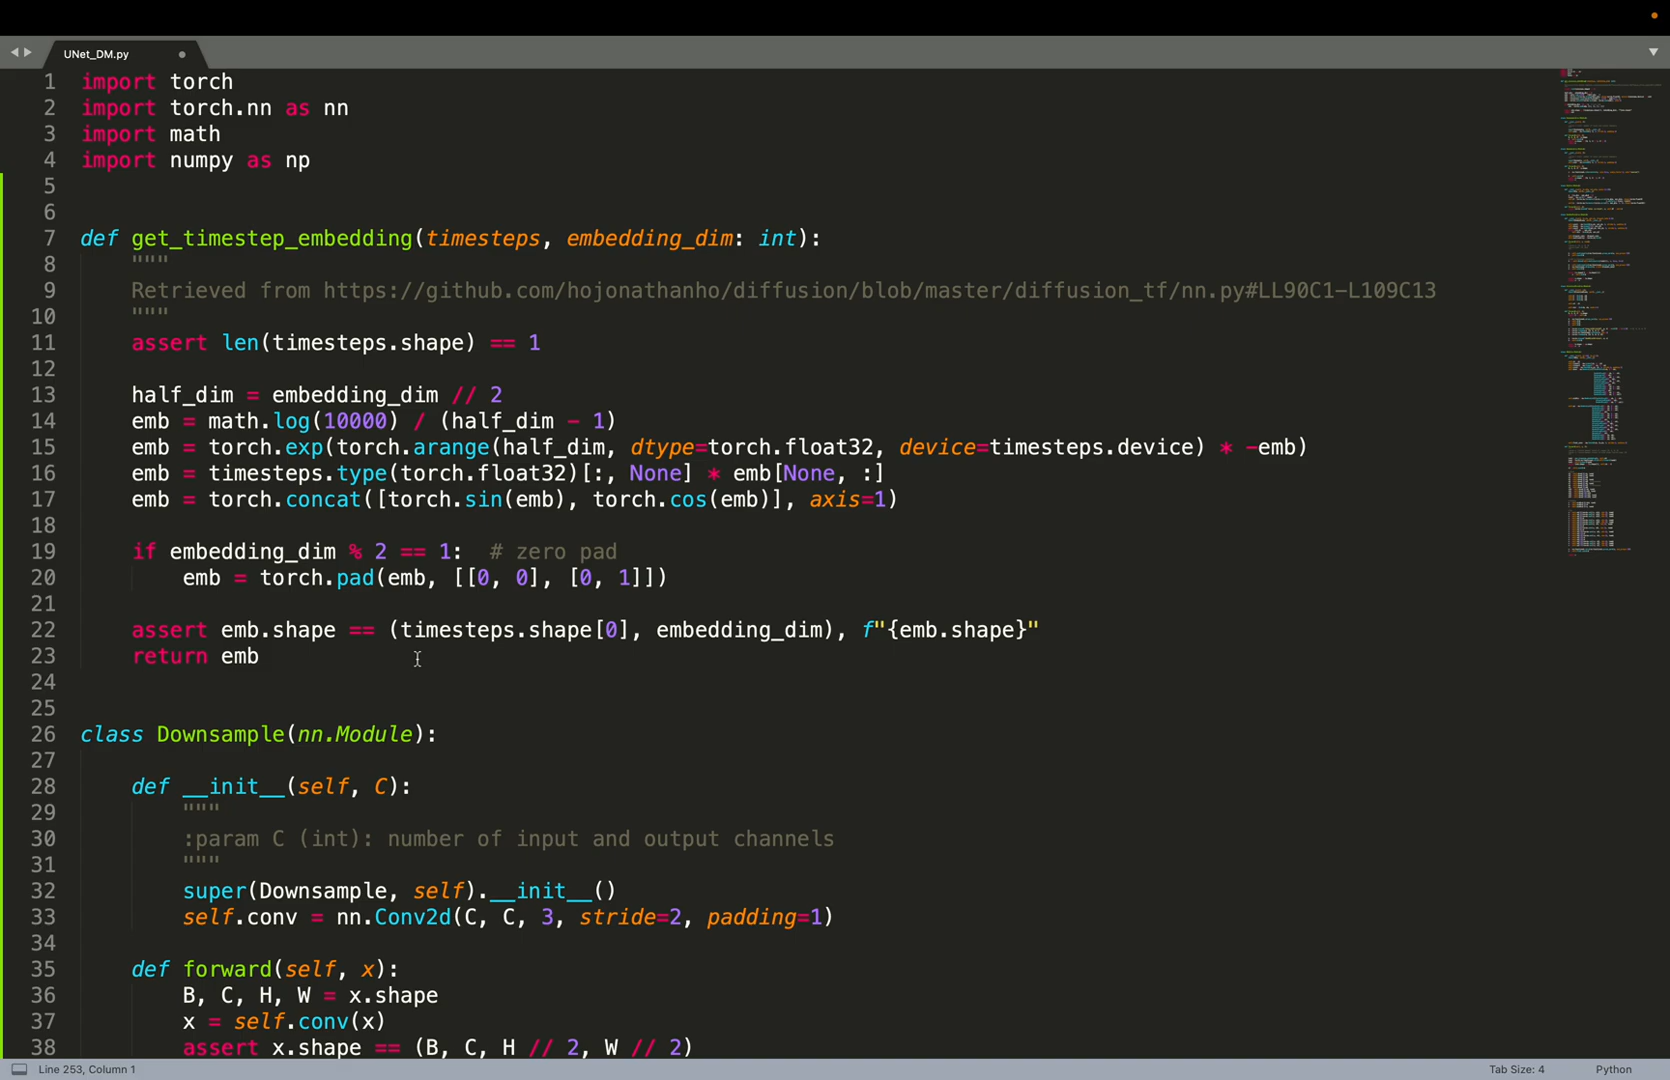 UNet_DM.py
1 import torch
2 import torch.nn as nn
3 import math
4 import numpy as np
5
6
7 def get_timestep_embedding(timesteps, embedding_dim: int):
8     """
9     Retrieved from https://github.com/hojonathanho/diffusion/blob/master/diffusion_tf/nn.py#LL90C1-L109C13
10     """
11     assert len(timesteps.shape) == 1
12
13     half_dim = embedding_dim // 2
14     emb = math.log(10000) / (half_dim - 1)
15     emb = torch.exp(torch.arange(half_dim, dtype=torch.float32, device=timesteps.device) * -emb)
16     emb = timesteps.type(torch.float32)[:, None] * emb[None, :]
17     emb = torch.concat([torch.sin(emb), torch.cos(emb)], axis=1)
18
19     if embedding_dim % 2 == 1:  # zero pad
20         emb = torch.pad(emb, [[0, 0], [0, 1]])
21
22     assert emb.shape == (timesteps.shape[0], embedding_dim), f"{emb.shape}"
23     return emb
24
25
26 class Downsample(nn.Module):
27
28     def __init__(self, C):
29         """
30         :param C (int): number of input and output channels
31         """
32         super(Downsample, self).__init__()
33         self.conv = nn.Conv2d(C, C, 3, stride=2, padding=1)
34
35     def forward(self, x):
36         B, C, H, W = x.shape
37         x = self.conv(x)
38         assert x.shape == (B, C, H // 2, W // 2)
Line 253, Column 1
Tab Size: 4
Python